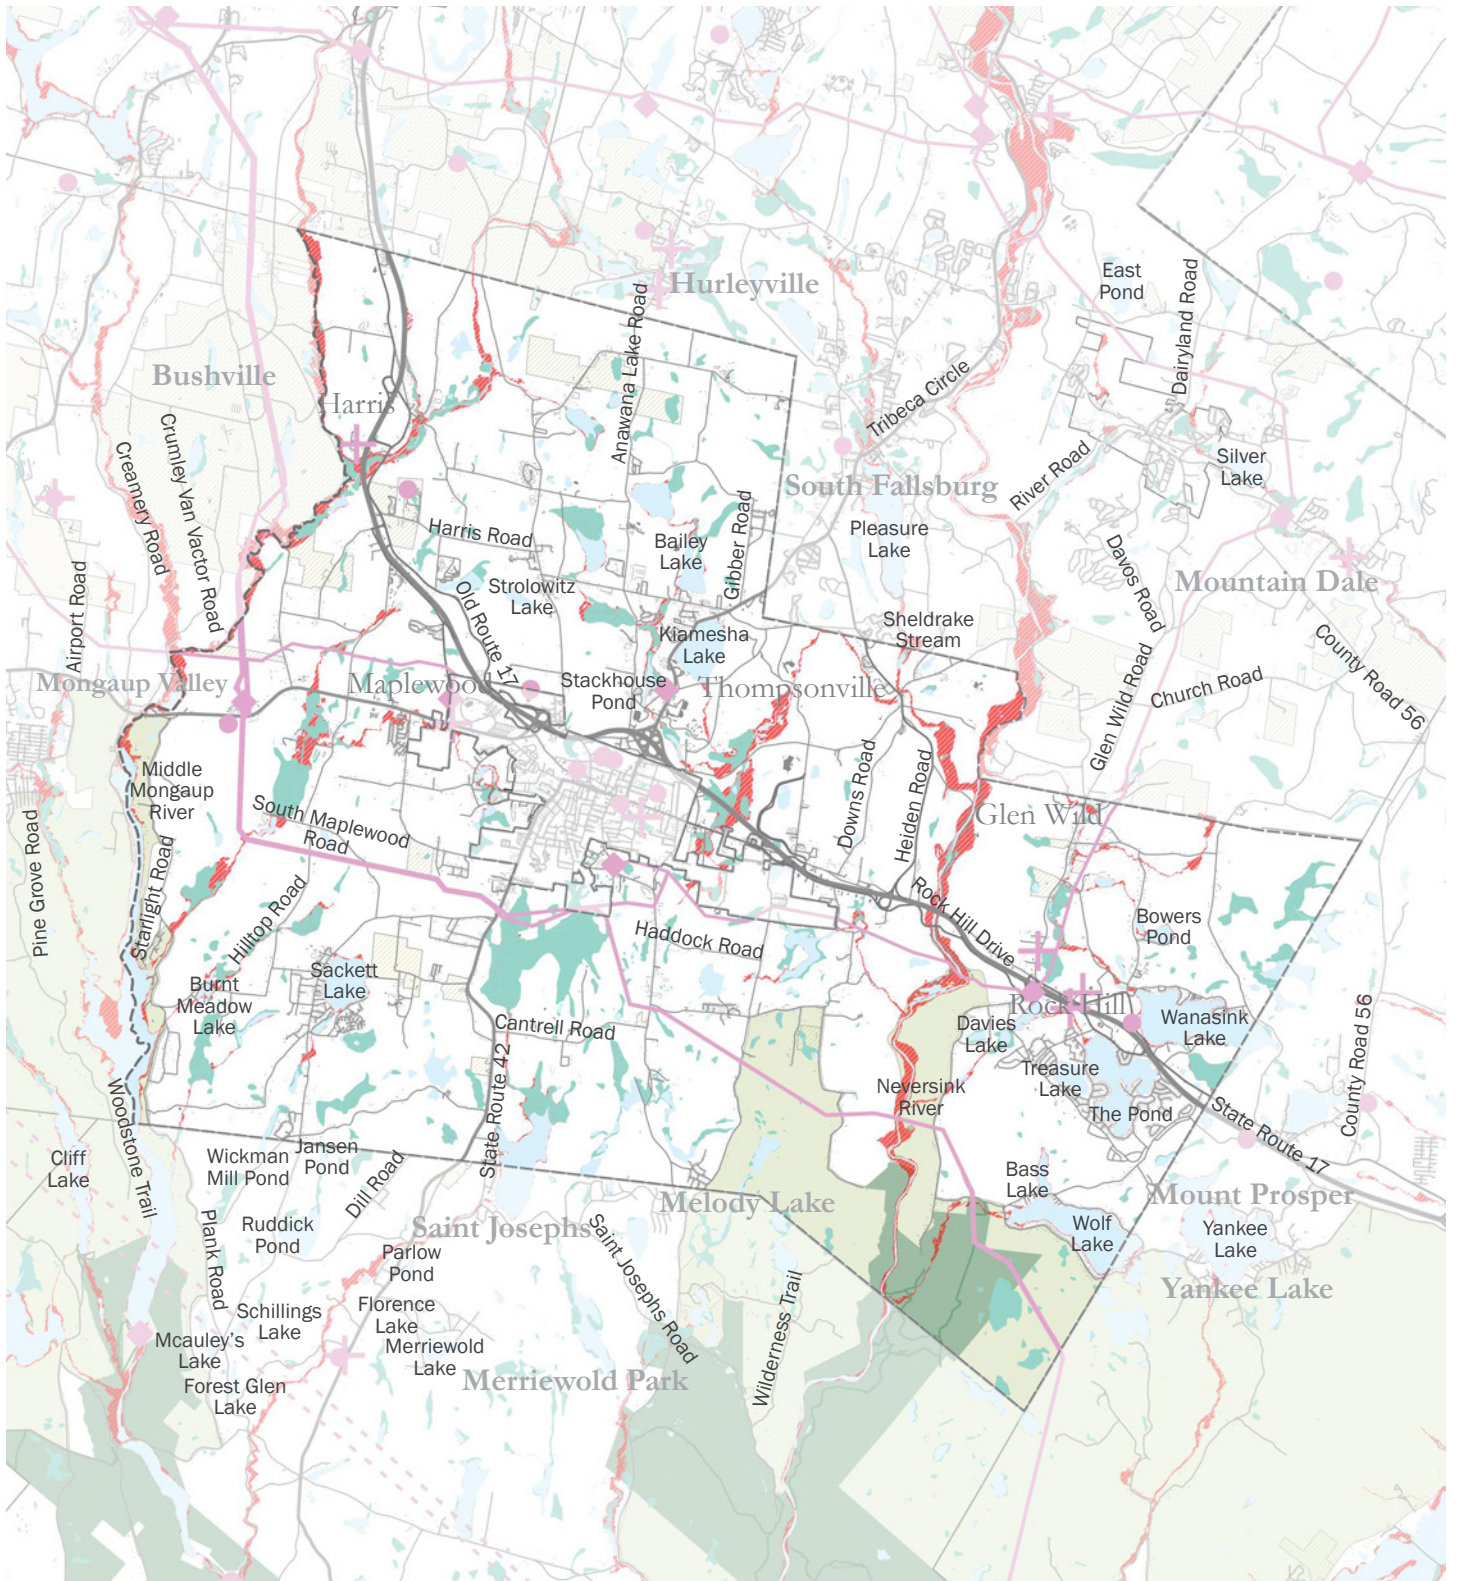 East
Pond
Hurleyville
Dairyland Road
Anawana Lake Road
Bushville
Harris
Tribeca Circle
Crumley Van Vactor Road
Creamery Road
South Fallsburg
River Road
Silver
Lake
Harris Road
Pleasure
Lake
Bailey
Lake
Gibber Road
Davos Road
Mountain Dale
Airport Road
Old Route 17
Strolowitz
Lake
Sheldrake
Stream
Kiamesha
Lake
County Road 56
Mongaup Valley
Maplewood
Stackhouse
Pond
Thompsonville
Glen Wild Road
Church Road
Middle
Mongaup
River
South Maplewood
Road
Downs Road
Heiden Road
Glen Wild
Pine Grove Road
Starlight Road
Hilltop Road
Rock Hill Drive
Haddock Road
Bowers
Pond
Sackett
Lake
Burnt
Meadow
Lake
Cantrell Road
Rock Hill
Davies
Lake
Wanasink
Lake
Treasure
Lake
The Pond
Neversink
River
County Road 56
State Route 42
State Route 17
Woodstone Trail
Cliff
Lake
Wickman
Mill Pond
Jansen
Pond
Dill Road
Bass
Lake
Mount Prosper
Melody Lake
Saint Josephs
Ruddick
Pond
Plank Road
Parlow
Pond
Saint Josephs Road
Wolf
Lake
Yankee
Lake
Yankee Lake
Wilderness Trail
Schillings
Lake
Florence
Lake
Mcauley's
Lake
Merriewold
Lake
Merriewold Park
Forest Glen
Lake